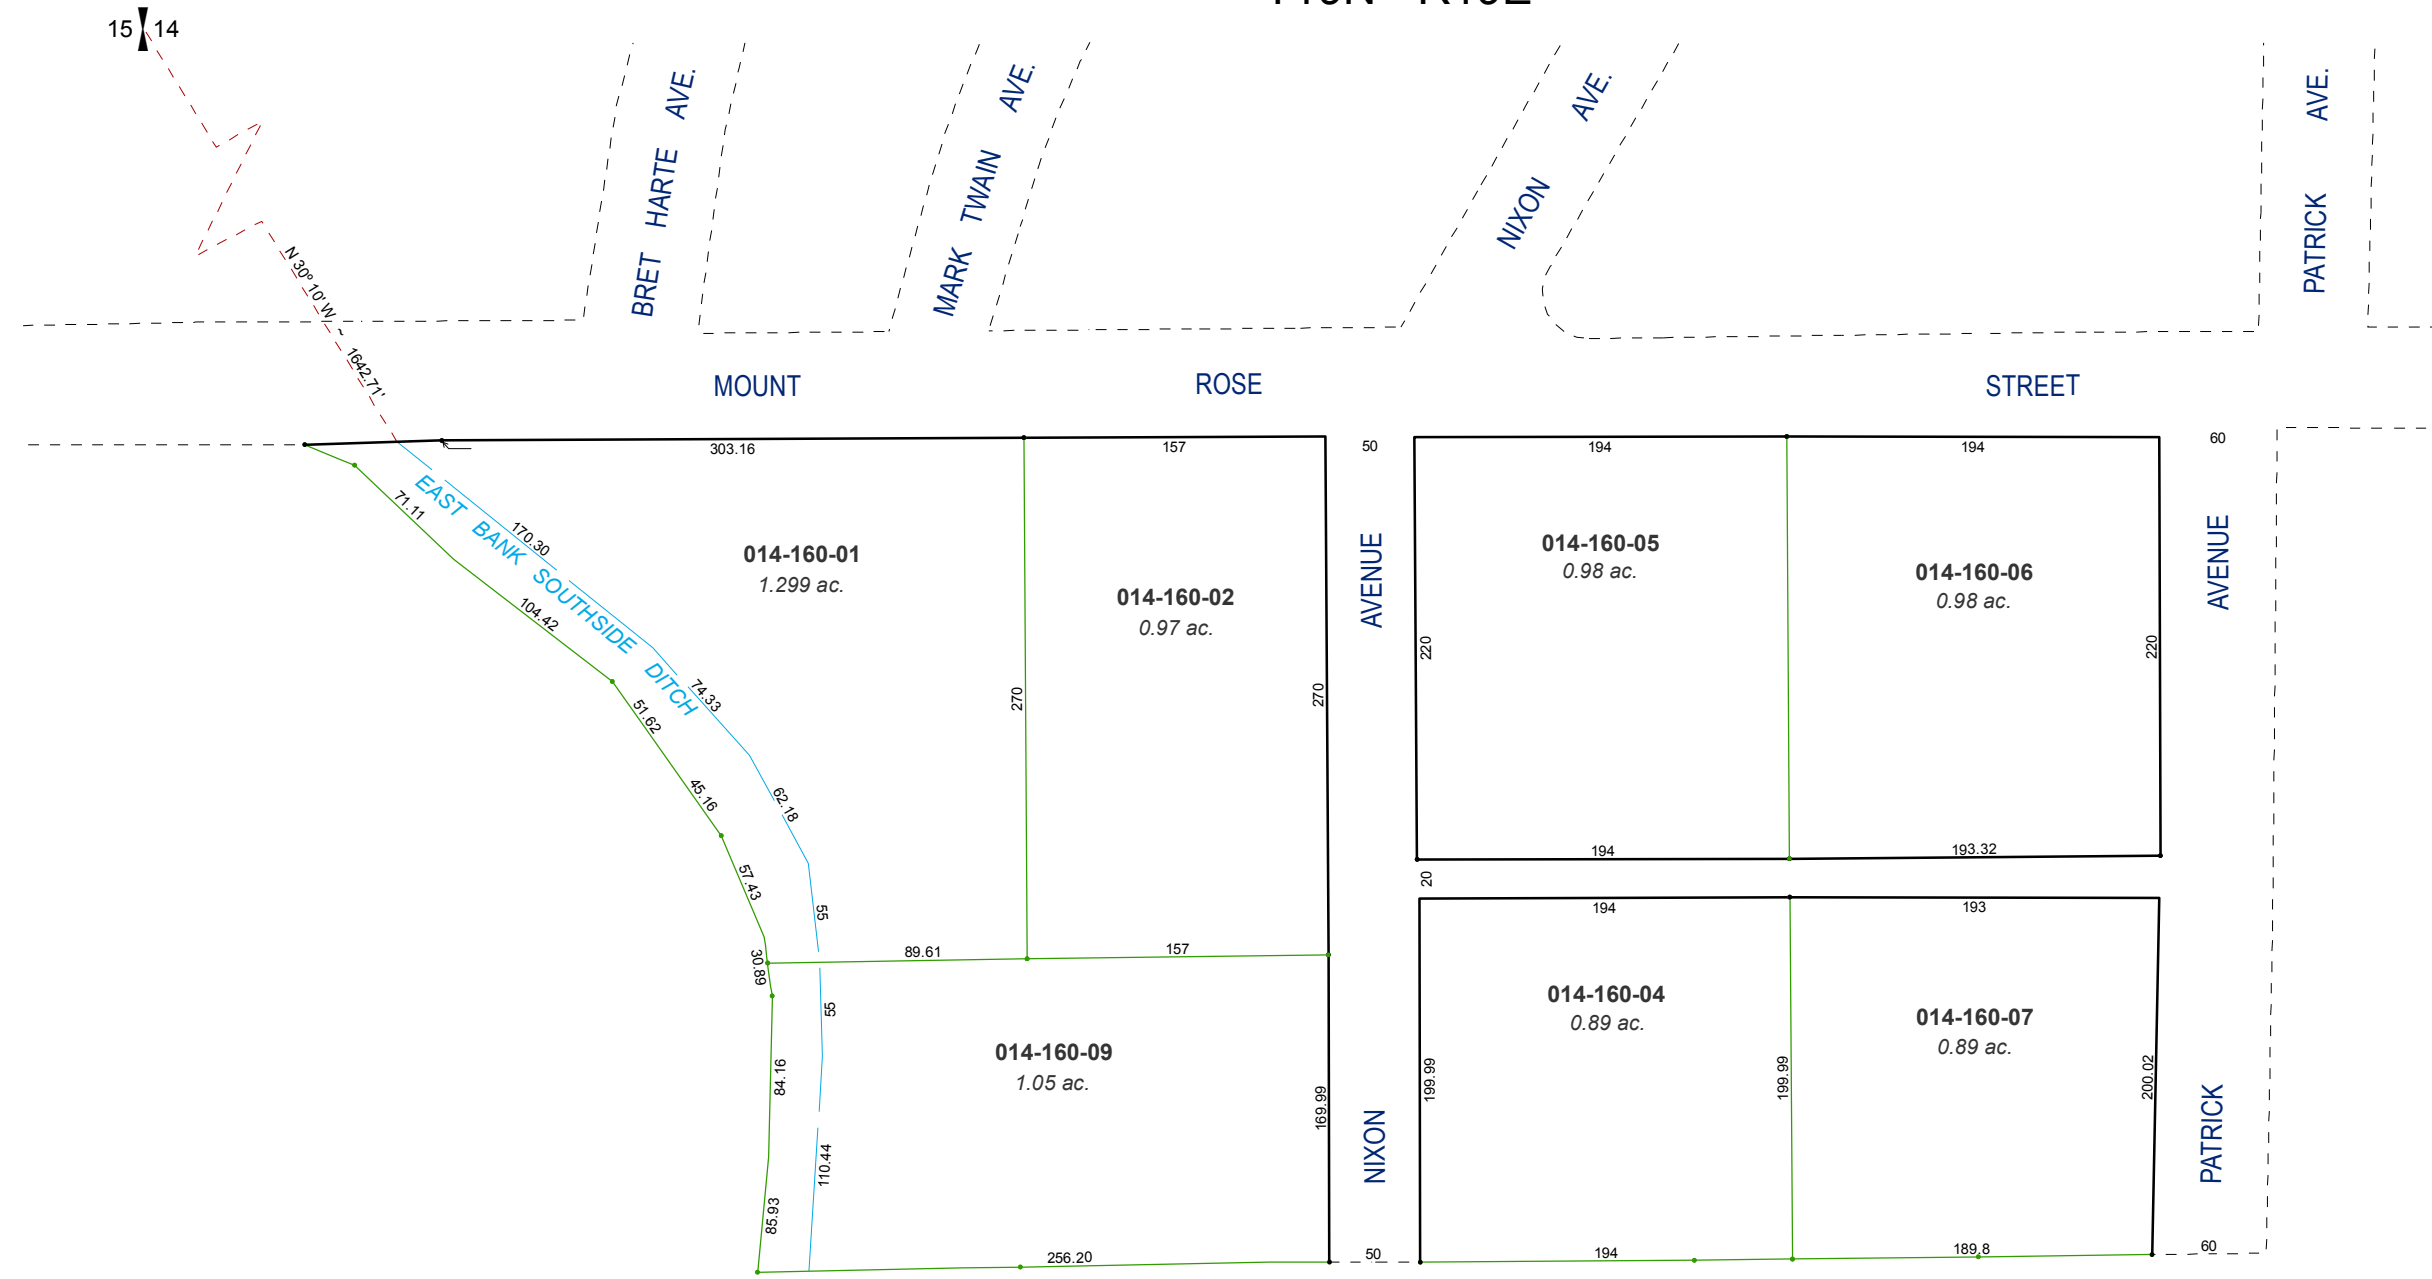 15 14
BRET HARTE AVE.
MARK TWAIN AVE.
NIXON AVE.
PATRICK AVE.
N 30° 10' W ~ 1642.71'
MOUNT ROSE STREET
303.16
157
50
194
194
60
71.11
170.30
EAST BANK SOUTHSIDE DITCH
104.42
74.33
51.62
62.18
45.16
57.43
55
30.89
014-160-01
1.299 ac.
270
014-160-02
0.97 ac.
270
AVENUE
014-160-05
0.98 ac.
220
014-160-06
0.98 ac.
220
AVENUE
194
193.32
20
89.61
157
194
193
55
84.16
110.44
85.93
014-160-09
1.05 ac.
169.99
256.20
NIXON
50
014-160-04
0.89 ac.
199.99
199.99
194
014-160-07
0.89 ac.
200.02
189.8
PATRICK
60